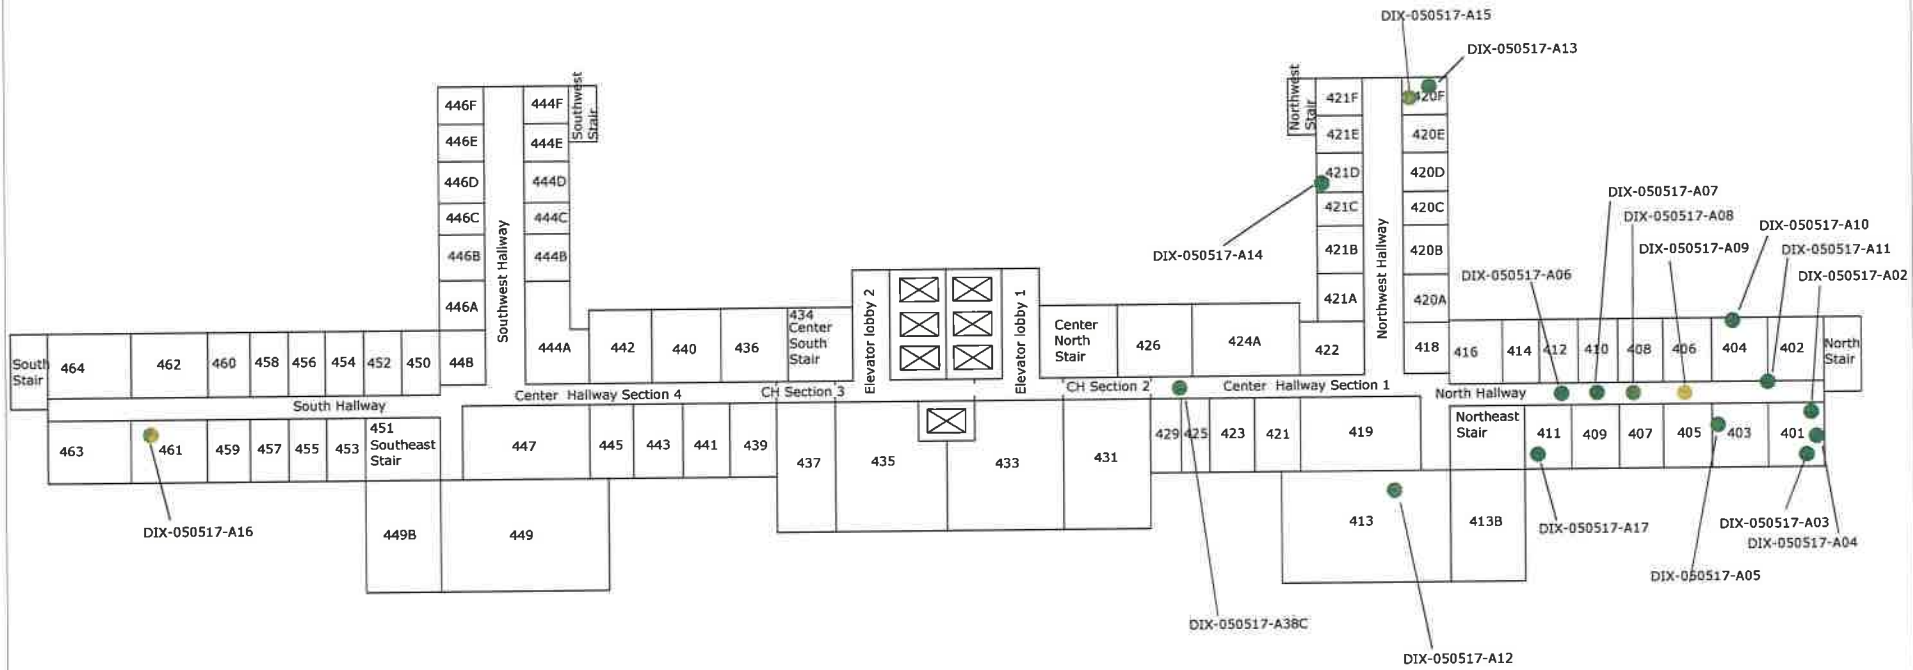 DIX-050517-A15
DIX-050517-A13
446F
444F
Southwest
Stair
Northwest
Stair
421F
420F
446E
444E
421E
420E
446D
444D
421D
420D
446C
444C
421C
420C
446B
444B
421B
420B
446A
421A
420A
Southwest Hallway
Northwest Hallway
DIX-050517-A14
DIX-050517-A07
DIX-050517-A08
DIX-050517-A09
DIX-050517-A10
DIX-050517-A11
DIX-050517-A06
DIX-050517-A02
South
Stair
464
462
460
458
456
454
452
450
448
444A
442
440
436
434
Center
South
Stair
Elevator lobby 2
Elevator lobby 1
Center
North
Stair
426
424A
422
418
416
414
412
410
408
406
404
402
North
Stair
South Hallway
Center Hallway Section 4
CH Section 3
CH Section 2
Center Hallway Section 1
North Hallway
463
461
459
457
455
453
451
Southeast
Stair
447
445
443
441
439
437
435
433
431
429
425
423
421
419
Northeast
Stair
411
409
407
405
403
401
449B
449
413
413B
DIX-050517-A16
DIX-050517-A17
DIX-050517-A03
DIX-050517-A04
DIX-050517-A05
DIX-050517-A38C
DIX-050517-A12